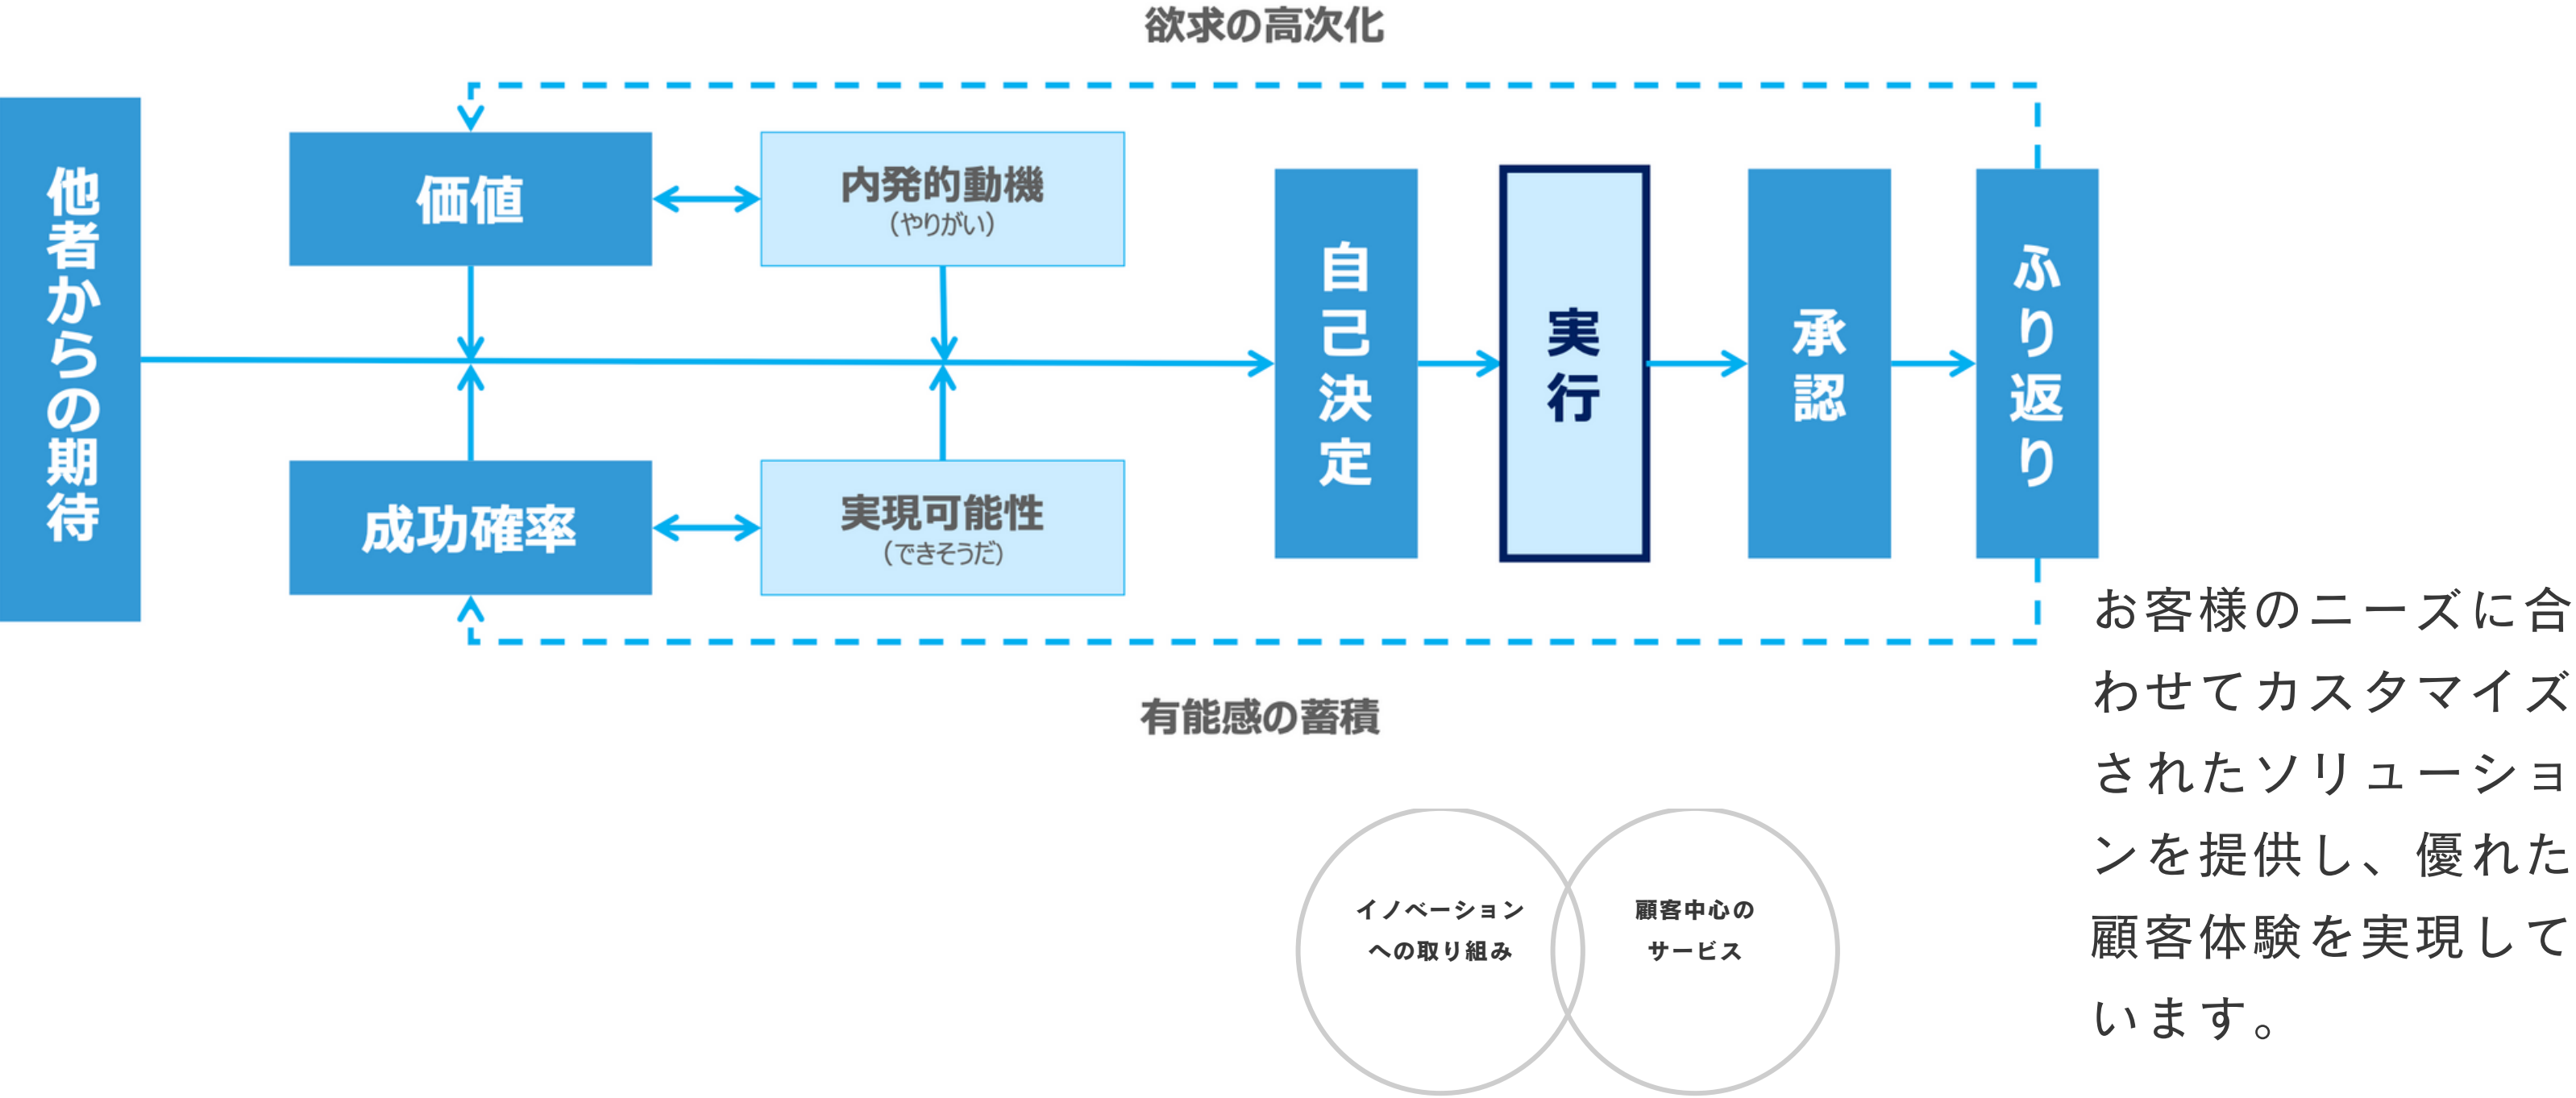 欲求の高次化
他者からの期待
価値
内発的動機
（やりがい）
成功確率
実現可能性
（できそうだ）
自己決定
実行
承認
ふり返り
有能感の蓄積
イノベーション
への取り組み
顧客中心の
サービス
お客様のニーズに合
わせてカスタマイズ
されたソリューショ
ンを提供し、優れた
顧客体験を実現して
います。